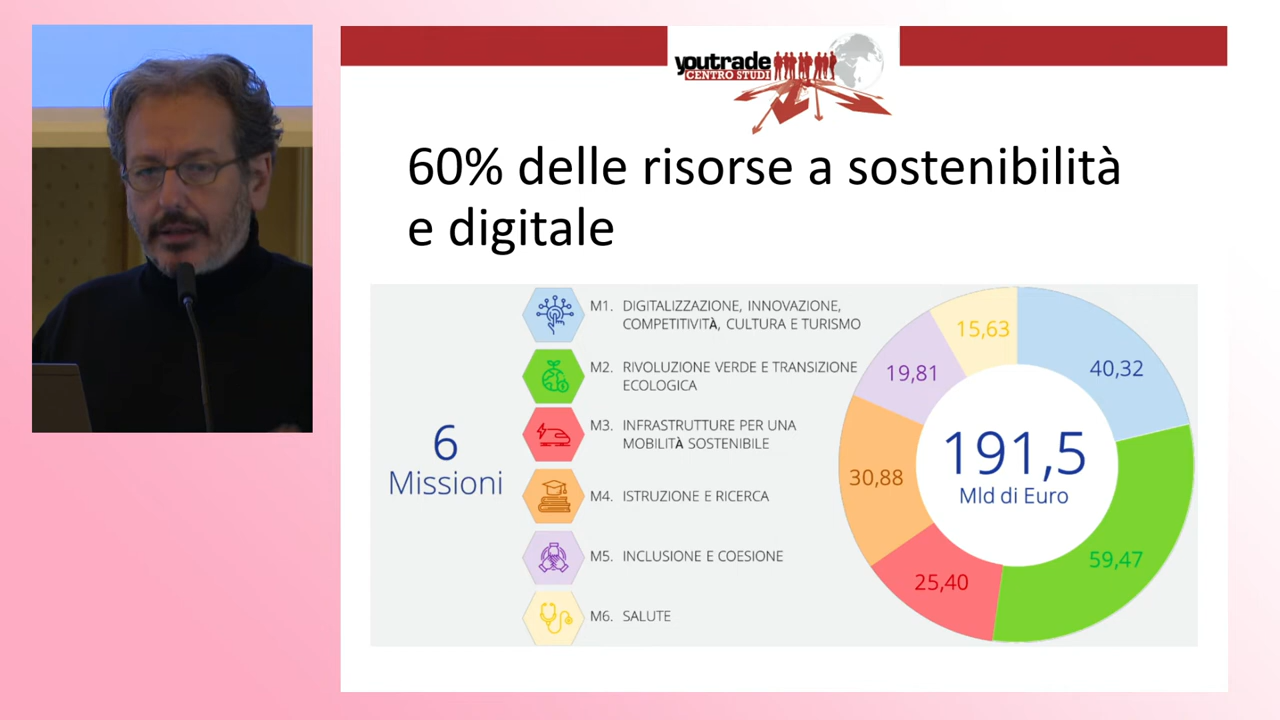 youtrade
CENTRO STUDI
60% delle risorse a sostenibilità
e digitale
6
Missioni
M1. DIGITALIZZAZIONE, INNOVAZIONE,
COMPETITIVITÀ, CULTURA E TURISMO
M2. RIVOLUZIONE VERDE E TRANSIZIONE
ECOLOGICA
M3. INFRASTRUTTURE PER UNA
MOBILITÀ SOSTENIBILE
M4. ISTRUZIONE E RICERCA
M5. INCLUSIONE E COESIONE
M6. SALUTE
15,63
40,32
19,81
30,88
191,5
Mld di Euro
59,47
25,40